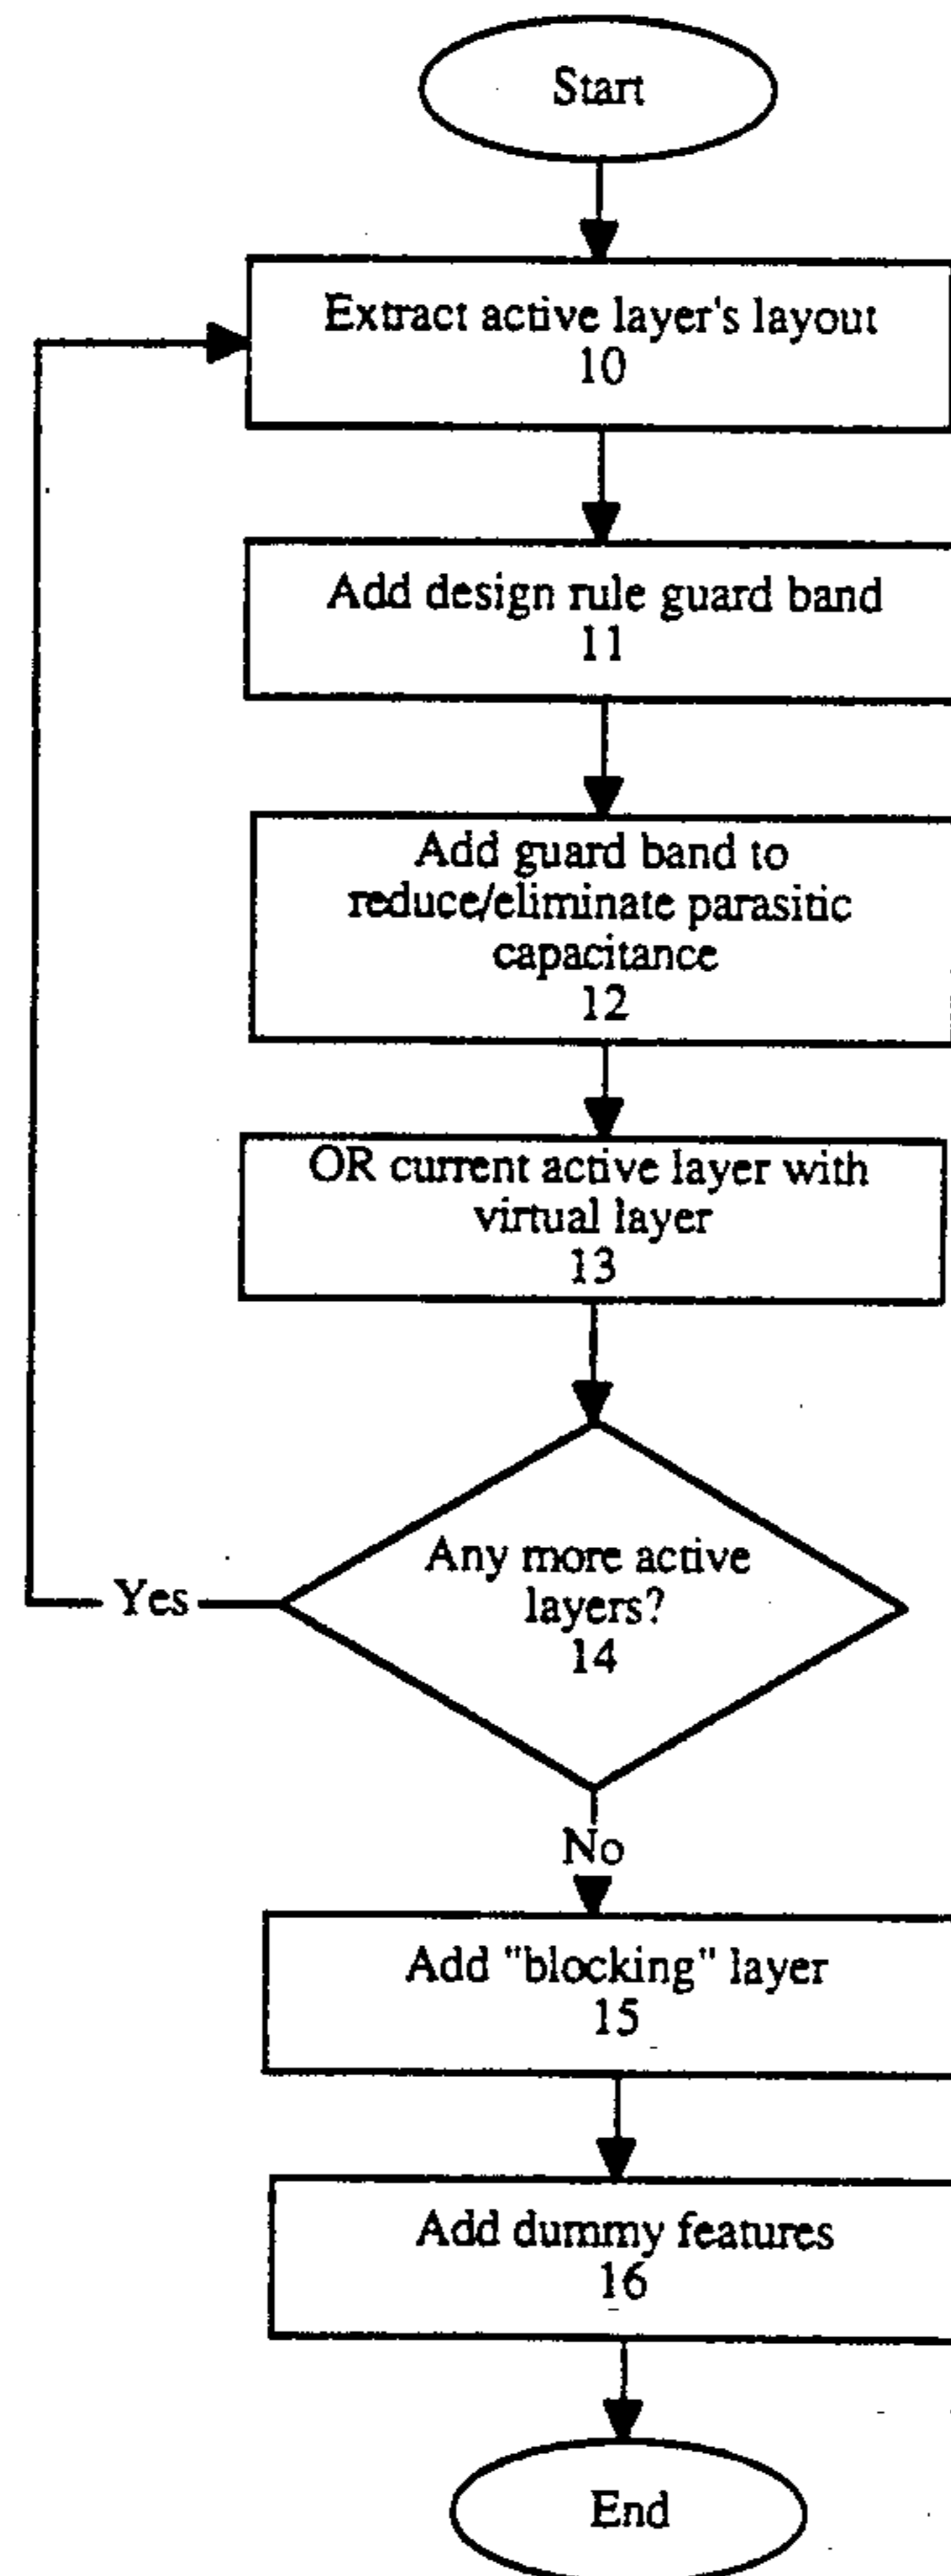 Start
Extract active layer's layout
10
Add design rule guard band
11
Add guard band to
reduce/eliminate parasitic
capacitance
12
OR current active layer with
virtual layer
13
Any more active
layers?
14
Yes
No
Add "blocking" layer
15
Add dummy features
16
End